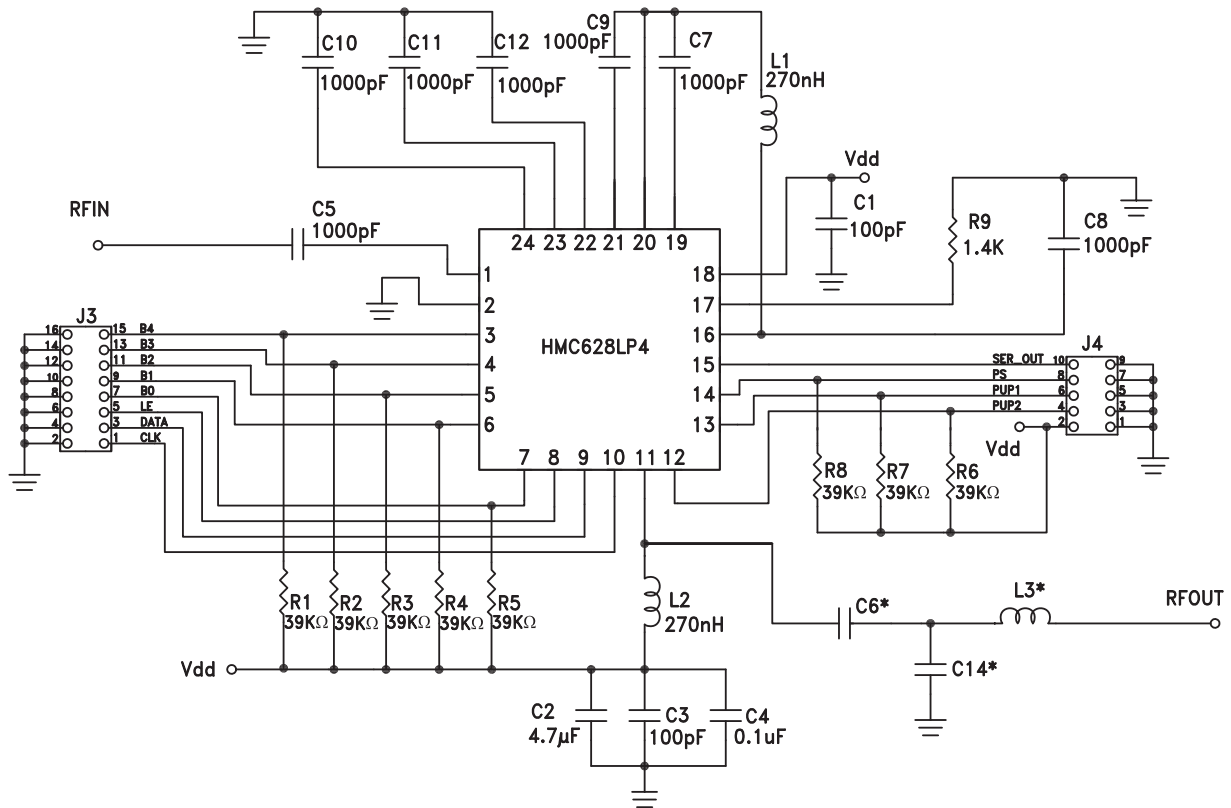 C10
1000pF
C11
1000pF
C12
1000pF
C9
1000pF
C7
1000pF
L1
270nH
Vdd
C1
100pF
R9
1.4K
C8
1000pF
RFIN
C5
1000pF
24 23 22 21 20 19
1
2
3
4
5
6
18
17
16
15
14
13
HMC628LP4
7 8 9 10 11 12
J3
16 15 B4
14 13 B3
12 11 B2
10 9 B1
8 7 B0
6 5 LE
4 3 DATA
2 1 CLK
J4
SER_OUT 10 9
PS 8 7
PUP1 6 5
PUP2 4 3
2 1
Vdd
R8
39KΩ
R7
39KΩ
R6
39KΩ
R1
39KΩ
R2
39KΩ
R3
39KΩ
R4
39KΩ
R5
39KΩ
L2
270nH
C6*
L3*
RFOUT
C14*
Vdd
C2
4.7µF
C3
100pF
C4
0.1uF